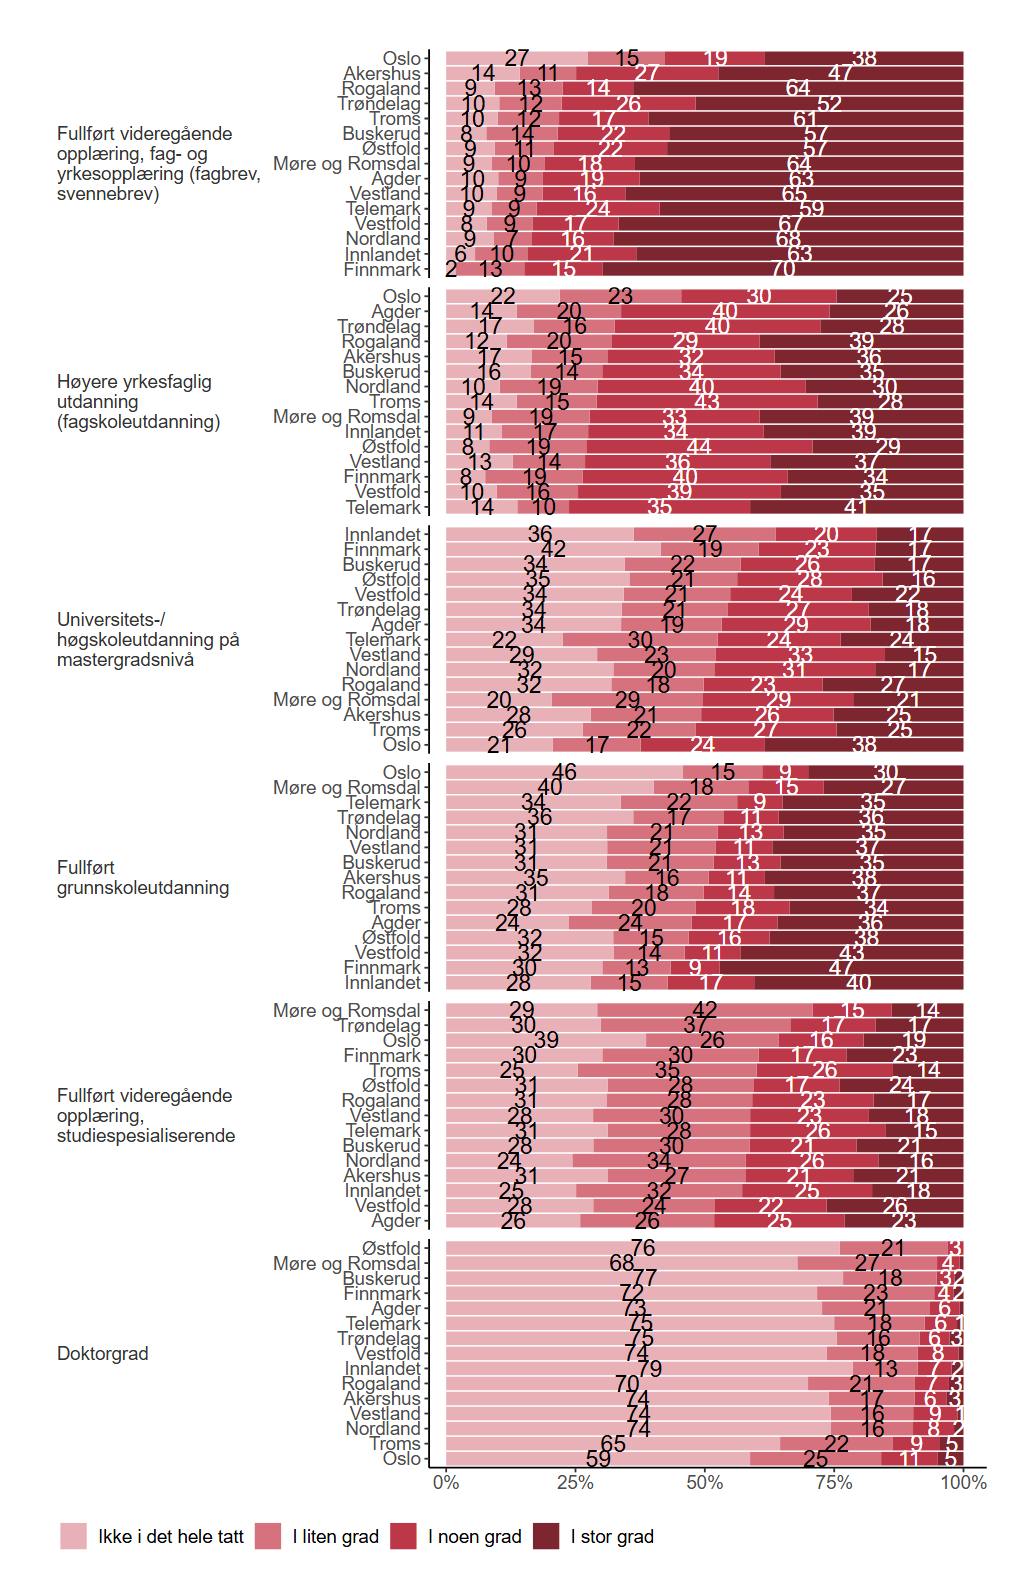 Fullført videregående
opplæring, fag- og
yrkesopplæring (fagbrev,
svennebrev)
Oslo 27 15 19 38
Akershus 14 11 27 47
Rogaland 9 13 14 64
Trøndelag 10 12 26 52
Troms 10 12 17 61
Buskerud 8 14 22 57
Østfold 9 11 22 57
Møre og Romsdal 9 10 18 64
Agder 10 9 19 63
Vestland 10 9 16 65
Telemark 9 9 24 59
Vestfold 8 9 17 67
Nordland 9 7 16 68
Innlandet 6 10 21 63
Finnmark 2 13 15 70
Høyere yrkesfaglig
utdanning
(fagskoleutdanning)
Oslo 22 23 30 25
Agder 14 20 40 26
Trøndelag 17 16 40 28
Rogaland 12 20 29 39
Akershus 17 15 32 36
Buskerud 16 14 34 35
Nordland 10 19 40 30
Troms 14 15 43 28
Møre og Romsdal 9 19 33 39
Innlandet 11 17 34 39
Østfold 8 19 44 29
Vestland 13 14 36 37
Finnmark 8 19 40 34
Vestfold 10 16 39 35
Telemark 14 10 35 41
Universitets-/
høgskoleutdanning på
mastergradsnivå
Innlandet 36 27 20 17
Finnmark 42 19 23 17
Buskerud 34 22 26 17
Østfold 35 21 28 16
Vestfold 34 21 24 22
Trøndelag 34 21 27 18
Agder 34 19 29 18
Telemark 22 30 24 24
Vestland 29 23 33 15
Nordland 32 20 31 17
Rogaland 32 18 23 27
Møre og Romsdal 20 29 29 21
Akershus 28 21 26 25
Troms 26 22 27 25
Oslo 21 17 24 38
Fullført
grunnskoleutdanning
Oslo 46 15 9 30
Møre og Romsdal 40 18 15 27
Telemark 34 22 9 35
Trøndelag 36 17 11 36
Nordland 31 21 13 35
Vestland 31 21 11 37
Buskerud 31 21 13 35
Akershus 35 16 11 38
Rogaland 31 18 14 37
Troms 28 20 18 34
Agder 24 24 17 36
Østfold 32 15 16 38
Vestfold 32 14 11 43
Finnmark 30 13 9 47
Innlandet 28 15 17 40
Fullført videregående
opplæring,
studiespesialiserende
Møre og Romsdal 29 42 15 14
Trøndelag 30 37 17 17
Oslo 39 26 16 19
Finnmark 30 30 17 23
Troms 25 35 26 14
Østfold 31 28 17 24
Rogaland 31 28 23 17
Vestland 28 30 23 18
Telemark 31 28 26 15
Buskerud 28 30 21 21
Nordland 24 34 26 16
Akershus 31 27 21 21
Innlandet 25 32 25 18
Vestfold 28 24 22 26
Agder 26 26 25 23
Doktorgrad
Østfold 76 21 3
Møre og Romsdal 68 27 4
Buskerud 77 18 3 2
Finnmark 72 23 4 2
Agder 73 21 6
Telemark 75 18 6 1
Trøndelag 75 16 6 3
Vestfold 74 18 8
Innlandet 79 13 7 2
Rogaland 70 21 7 3
Akershus 74 17 6 3
Vestland 74 16 9 1
Nordland 74 16 8 2
Troms 65 22 9 5
Oslo 59 25 11 5
0% 25% 50% 75% 100%
Ikke i det hele tatt I liten grad I noen grad I stor grad